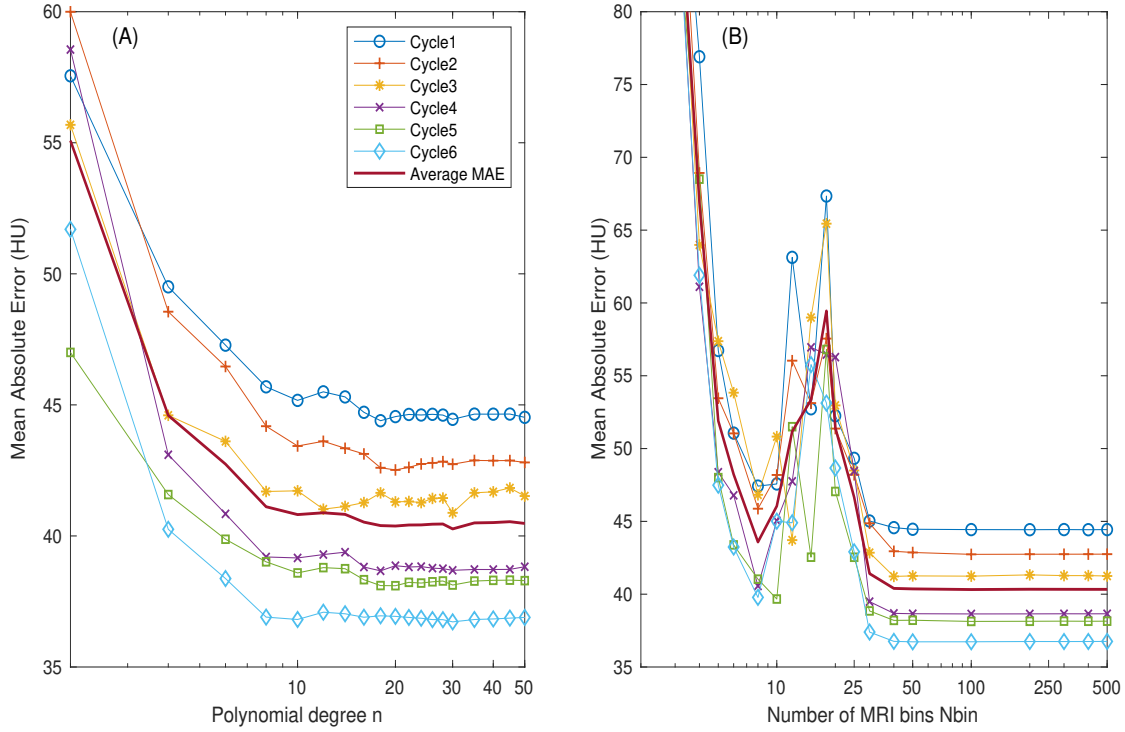 (A)
Cycle1
Cycle2
Cycle3
Cycle4
Cycle5
Cycle6
Average MAE
60
55
50
45
40
35
Mean Absolute Error (HU)
10 20 30 40 50
Polynomial degree n
(B)
80
75
70
65
60
55
50
45
40
35
Mean Absolute Error (HU)
10 25 50 100 250 500
Number of MRI bins Nbin